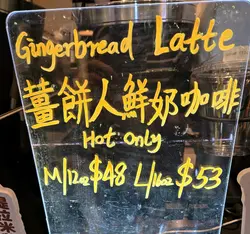 Gingerbread Latte
薑餅人鮮奶咖啡
Hot Only
M/12oz $48 L/16oz $53